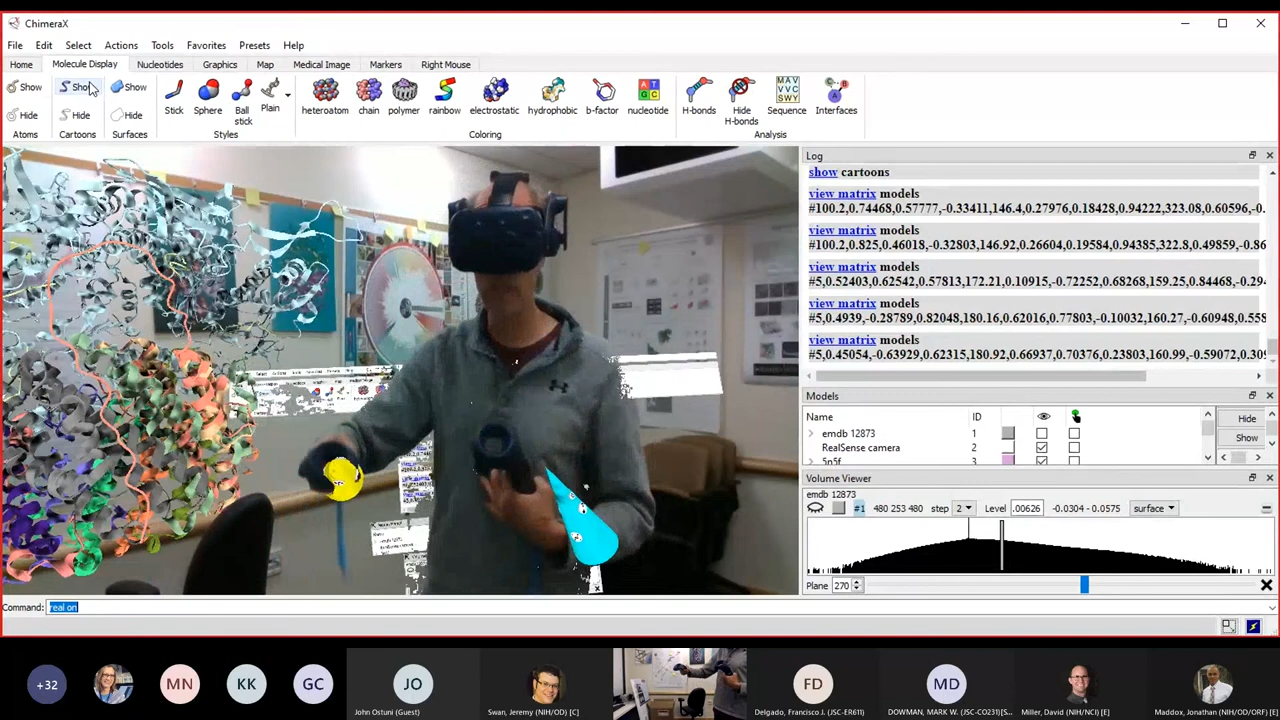 ChimeraX
File Edit Select Actions Tools Favorites Presets Help
Home Molecule Display Nucleotides Graphics Map Medical Image Markers Right Mouse
Show Show Show Stick Sphere Ball stick Plain heteroatom chain polymer rainbow electrostatic hydrophobic b-factor nucleotide H-bonds Hide H-bonds Sequence Interfaces
Hide Hide Hide
Atoms Cartoons Surfaces Styles Coloring Analysis
Log
show cartoons
view matrix models
#100.2,0.74468,0.57777,-0.33411,146.4,0.27976,0.18428,0.94222,323.08,0.60596,-0.
view matrix models
#100.2,0.825,0.46018,-0.32803,146.92,0.26604,0.19584,0.94385,322.8,0.49859,-0.86
view matrix models
#5,0.52403,0.62542,0.57813,172.21,0.10915,-0.72252,0.68268,159.25,0.84468,-0.294
view matrix models
#5,0.4939,-0.28789,0.82048,180.16,0.62016,0.77803,-0.10032,160.27,-0.60948,0.558
view matrix models
#5,0.45054,-0.63929,0.62315,180.92,0.66937,0.70376,0.23803,160.99,-0.59072,0.309
Models
Name ID
emdb 12873 1
RealSense camera 2
5n5f 3
Hide
Show
Volume Viewer
emdb 12873
#1 480 253 480 step 2 Level .00626 -0.0304 - 0.0575 surface
Plane 270
Command: real on
+32 MN KK GC JO FD MD
John Ostuni (Guest) Swan, Jeremy (NIH/OD) [C] Delgado, Francisco J. (JSC-ER611) DOWMAN, MARK W. (JSC-CO231)[S... Miller, David (NIH/NCI) [E] Maddox, Jonathan (NIH/OD/ORF) [E]